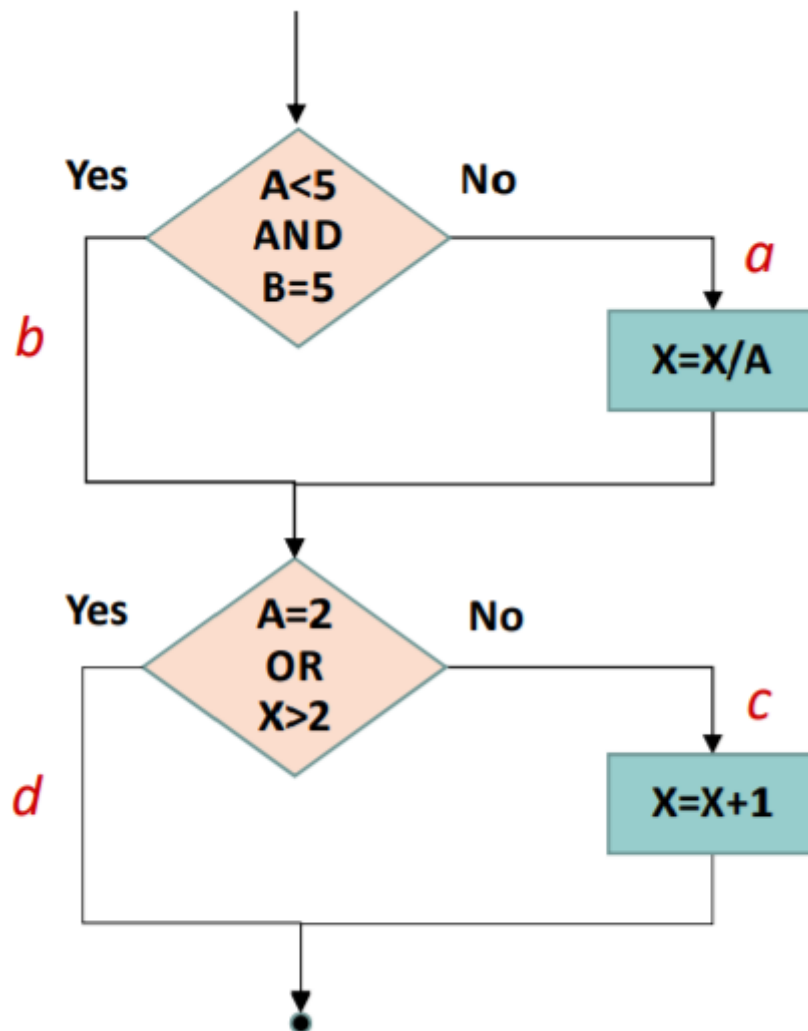 Yes
A<5
AND
B=5
No
a
b
X=X/A
Yes
A=2
OR
X>2
No
c
d
X=X+1